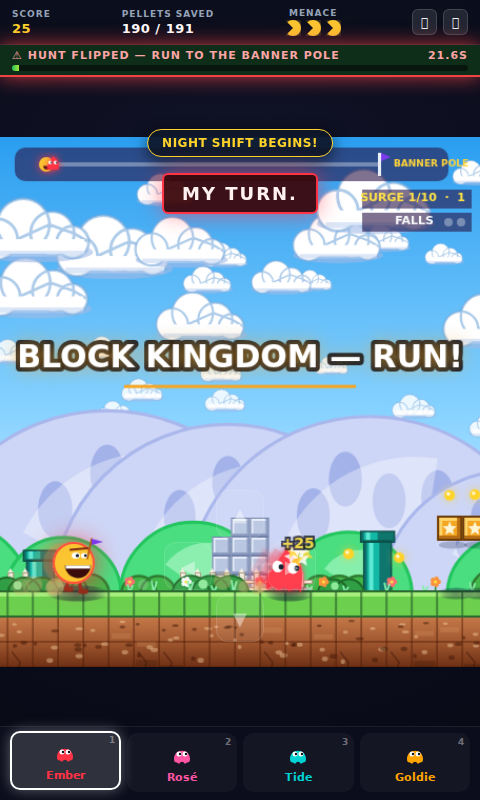 SCORE
25
PELLETS SAVED
190 / 191
MENACE
⚠ HUNT FLIPPED — RUN TO THE BANNER POLE
21.6S
NIGHT SHIFT BEGINS!
BANNER POLE
MY TURN.
SURGE 1/10 · 1
FALLS
BLOCK KINGDOM — RUN!
+25
1
Ember
2
Rosé
3
Tide
4
Goldie